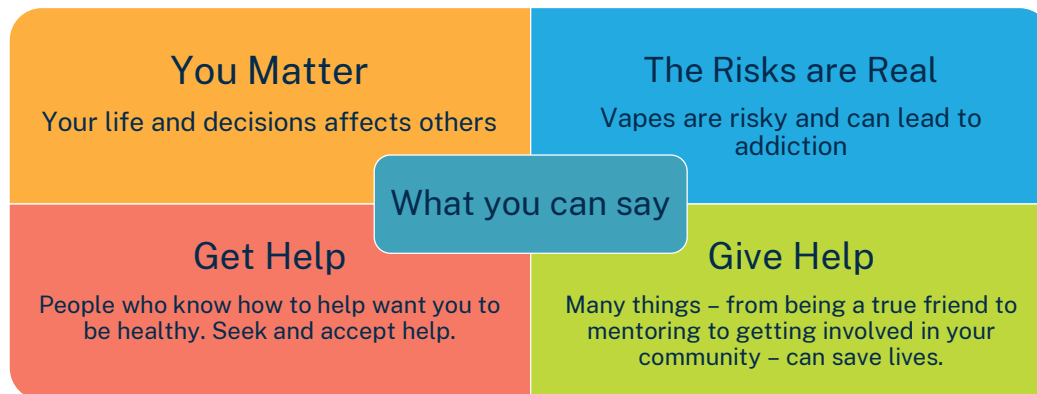 You Matter
Your life and decisions affects others
The Risks are Real
Vapes are risky and can lead to
addiction
What you can say
Get Help
People who know how to help want you to
be healthy. Seek and accept help.
Give Help
Many things – from being a true friend to
mentoring to getting involved in your
community – can save lives.